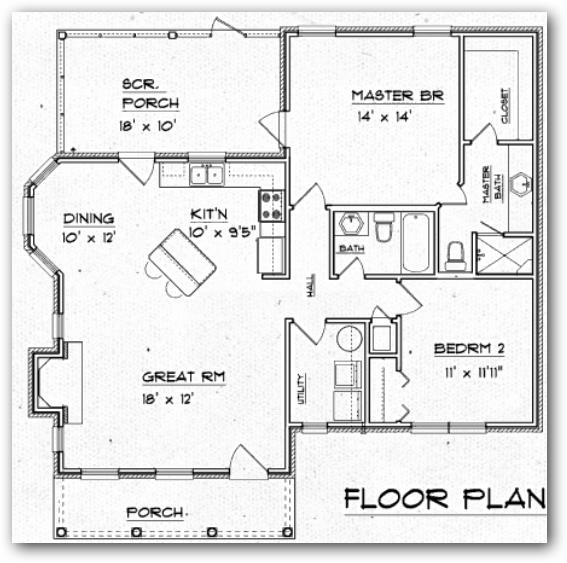 SCR.
PORCH
18' x 10'
MASTER BR
14' x 14'
CLOSET
MASTER
BATH
DINING
10' x 12'
KIT'N
10' x 9'5"
BATH
HALL
GREAT RM
18' x 12'
UTILITY
BEDRM 2
11' x 11'11"
PORCH
FLOOR PLAN